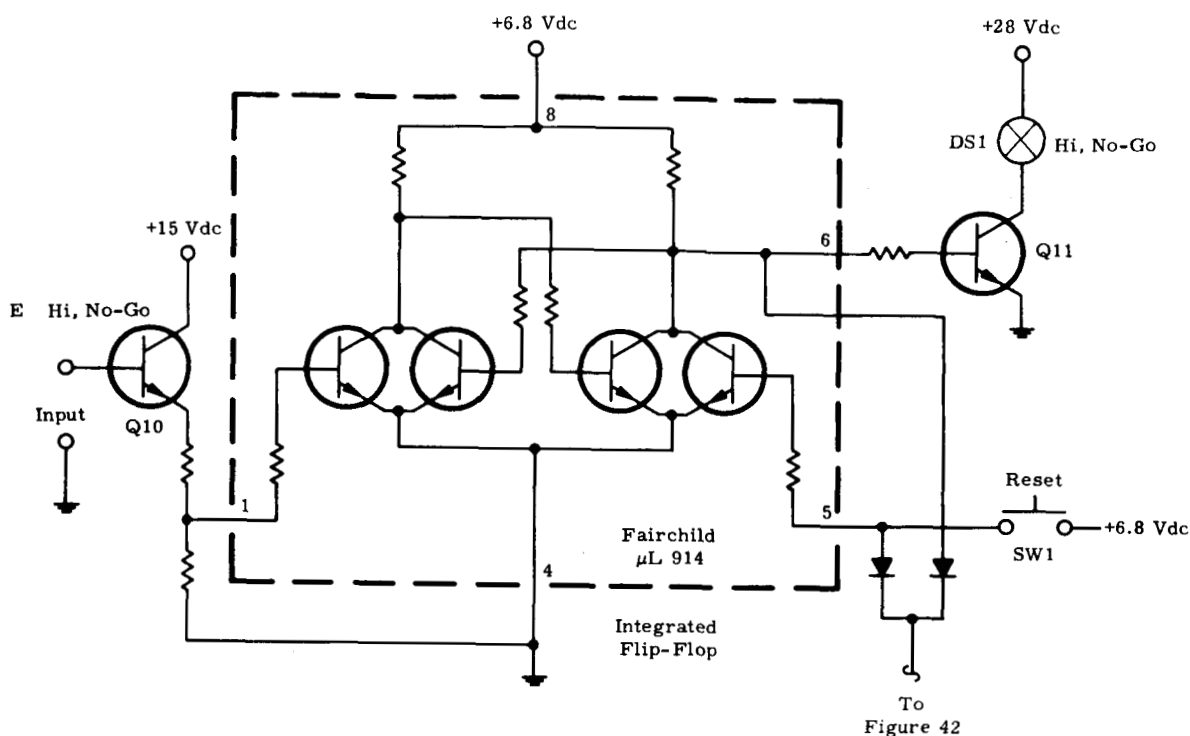 +6.8 Vdc
+28 Vdc
8
DS1
Hi, No-Go
+15 Vdc
6
Q11
E Hi, No-Go
Input
Q10
Reset
1
5
+6.8 Vdc
Fairchild
μL 914
SW1
4
Integrated
Flip-Flop
To
Figure 42